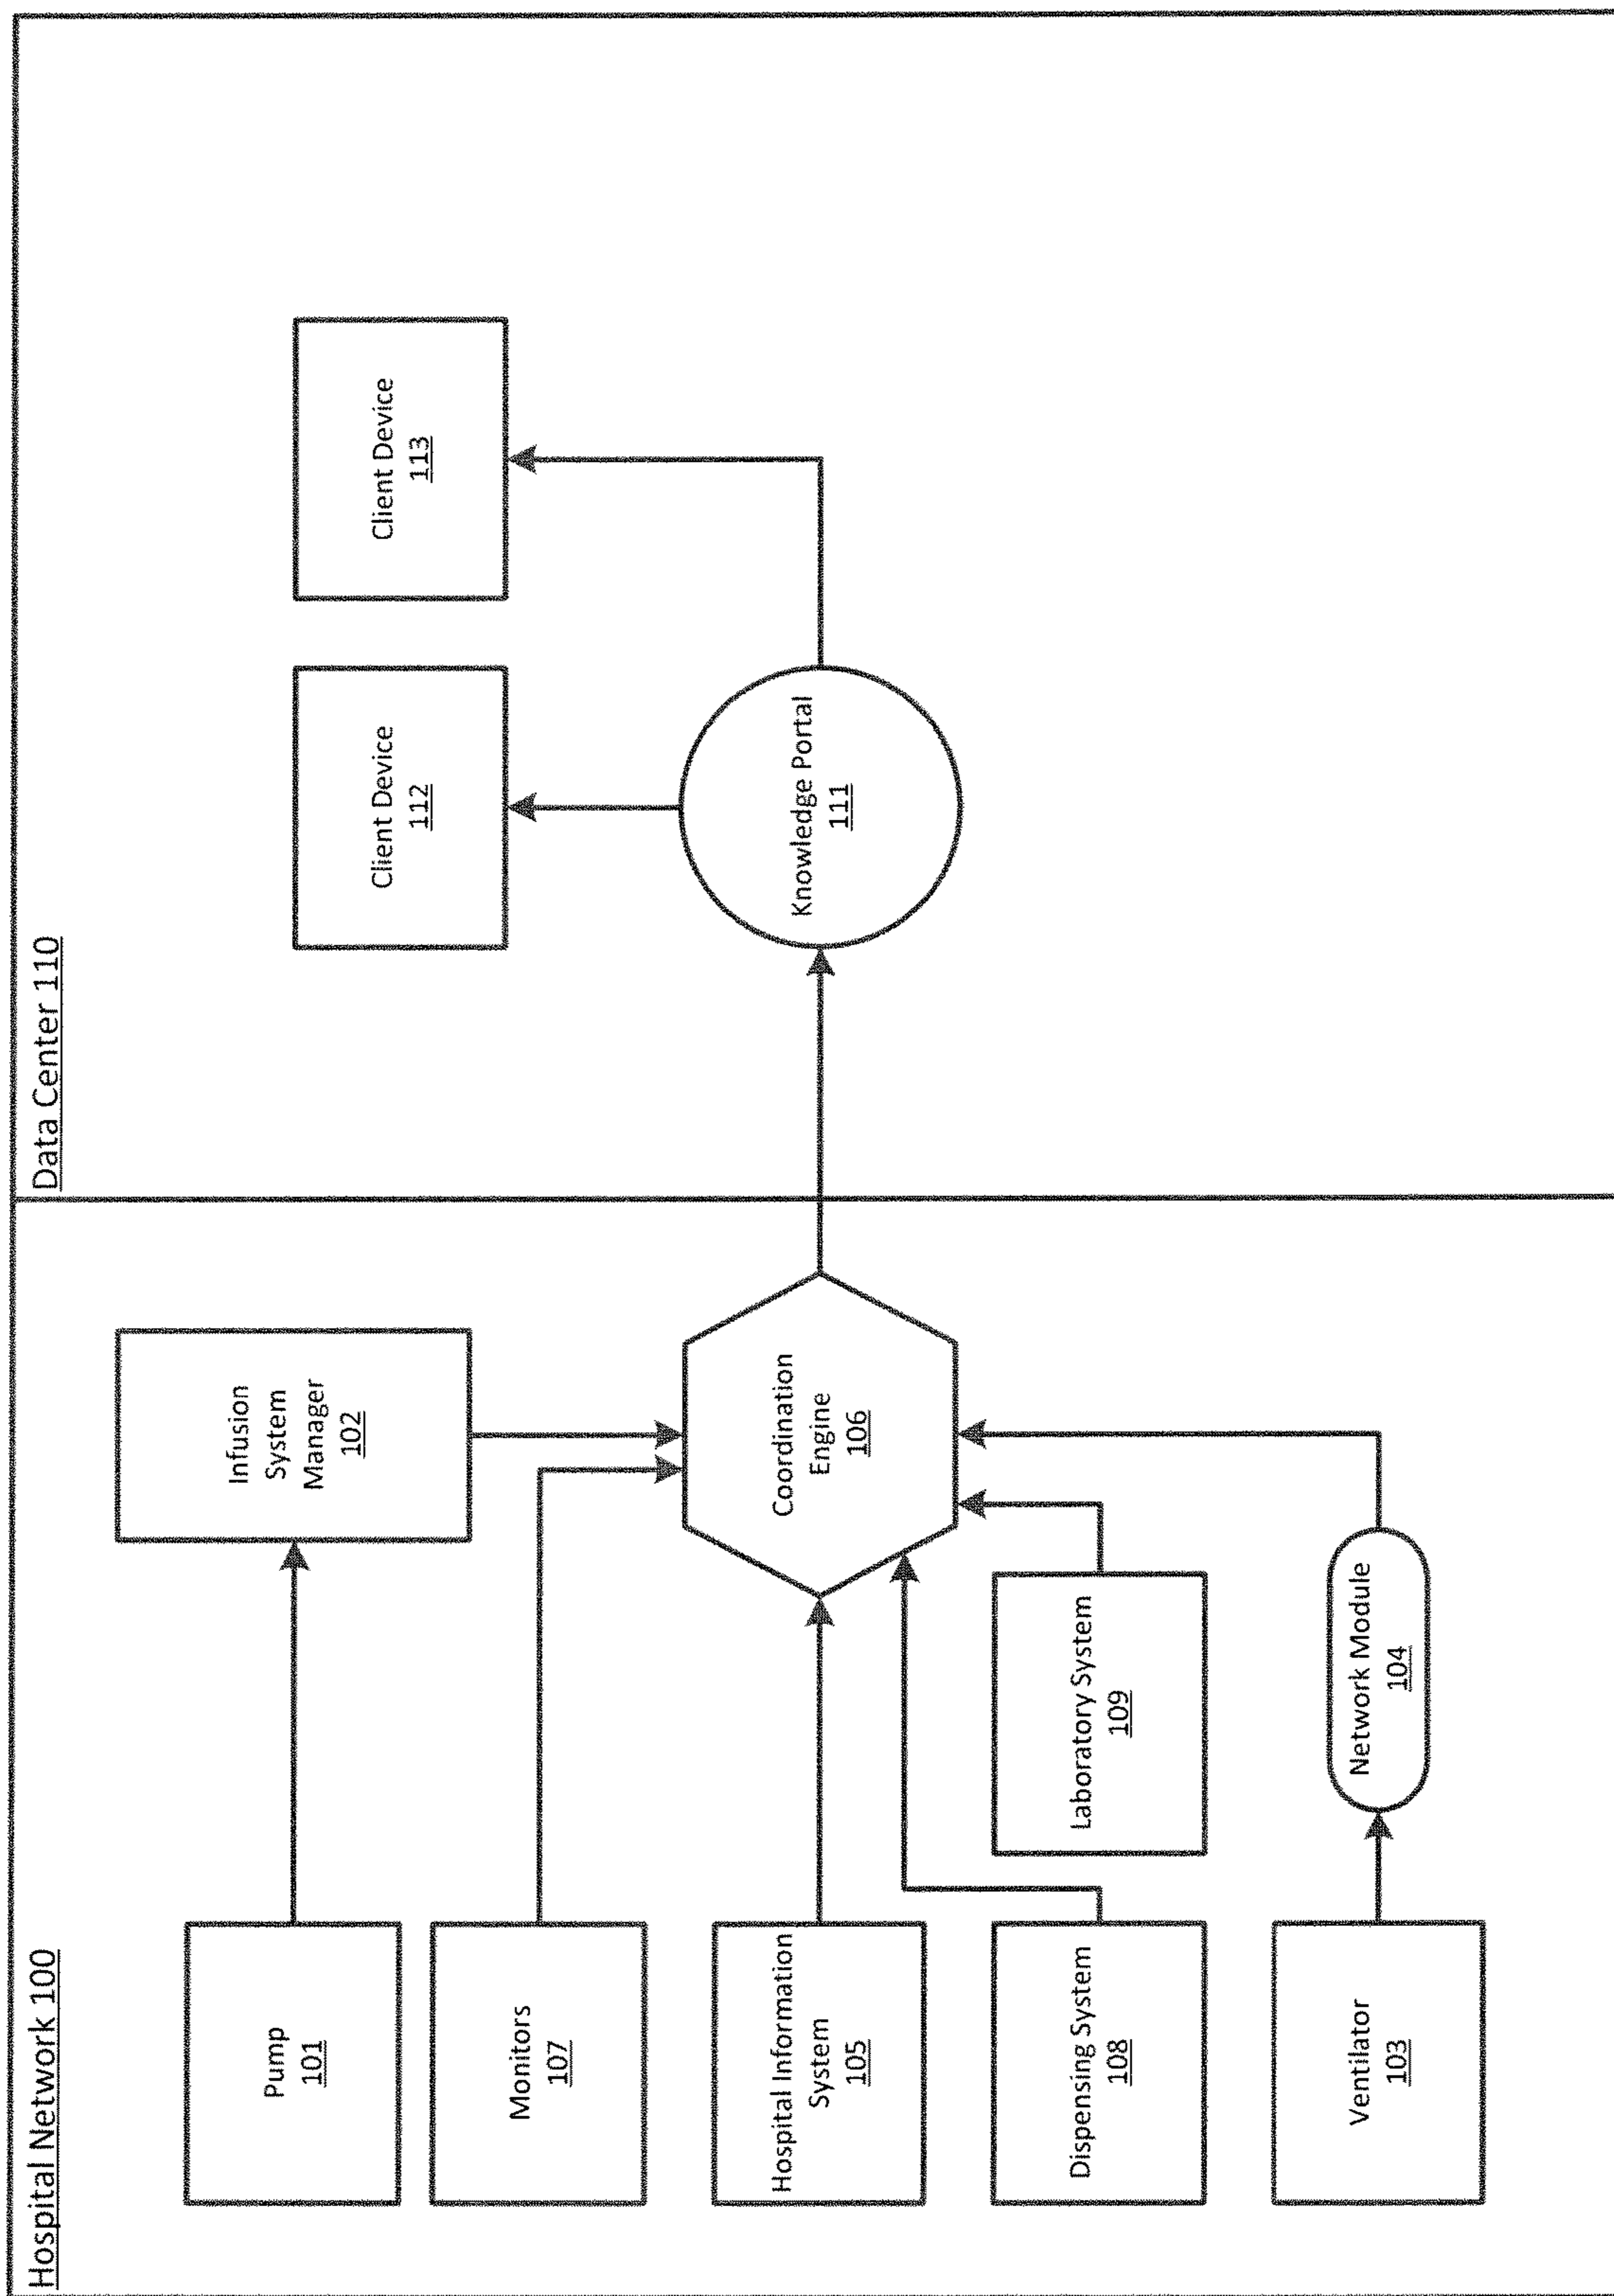 Hospital Network 100
Data Center 110
Pump
101
Infusion
System
Manager
102
Monitors
107
Hospital Information
System
105
Coordination
Engine
106
Dispensing System
108
Laboratory System
109
Ventilator
103
Network Module
104
Client Device
112
Client Device
113
Knowledge Portal
111